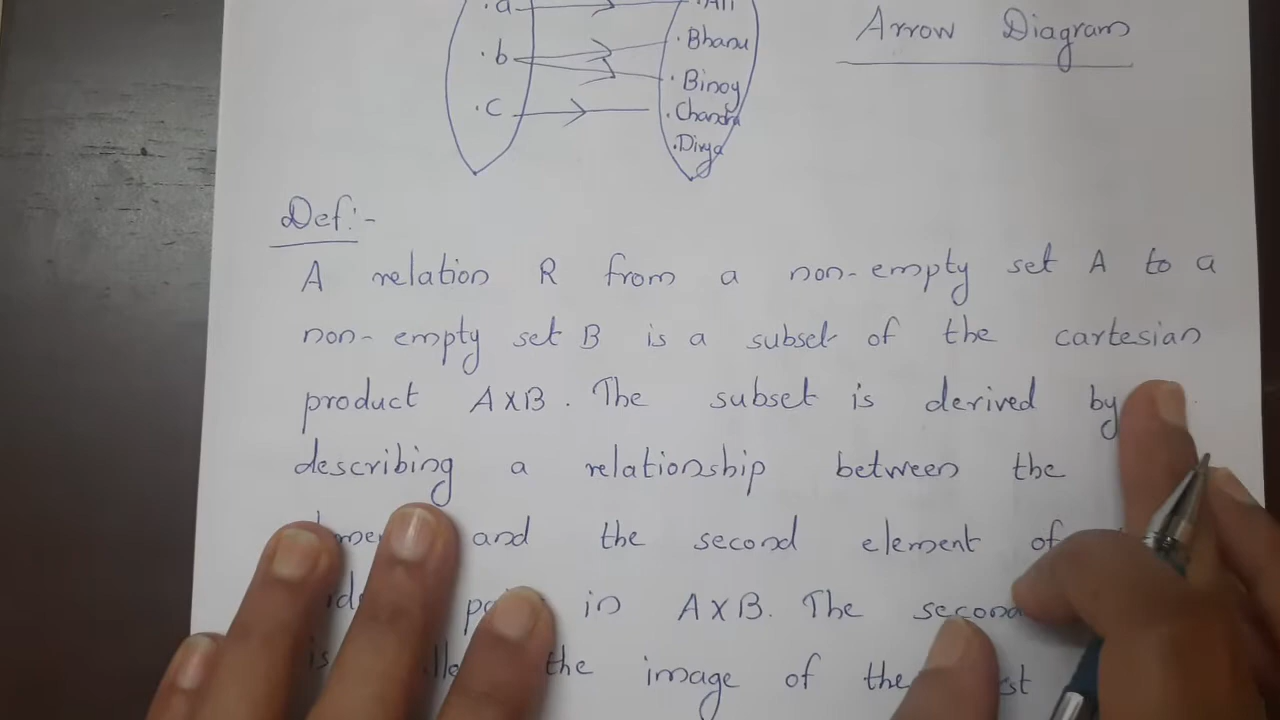 Arrow Diagram
.a
.b
.c
.Bhanu
.Binoy
.Chandra
.Divya
Def:-
A relation R from a non-empty set A to a
non-empty set B is a subset of the cartesian
product A×B. The subset is derived by
describing a relationship between the
and the second element of
in A×B. The second
the image of the